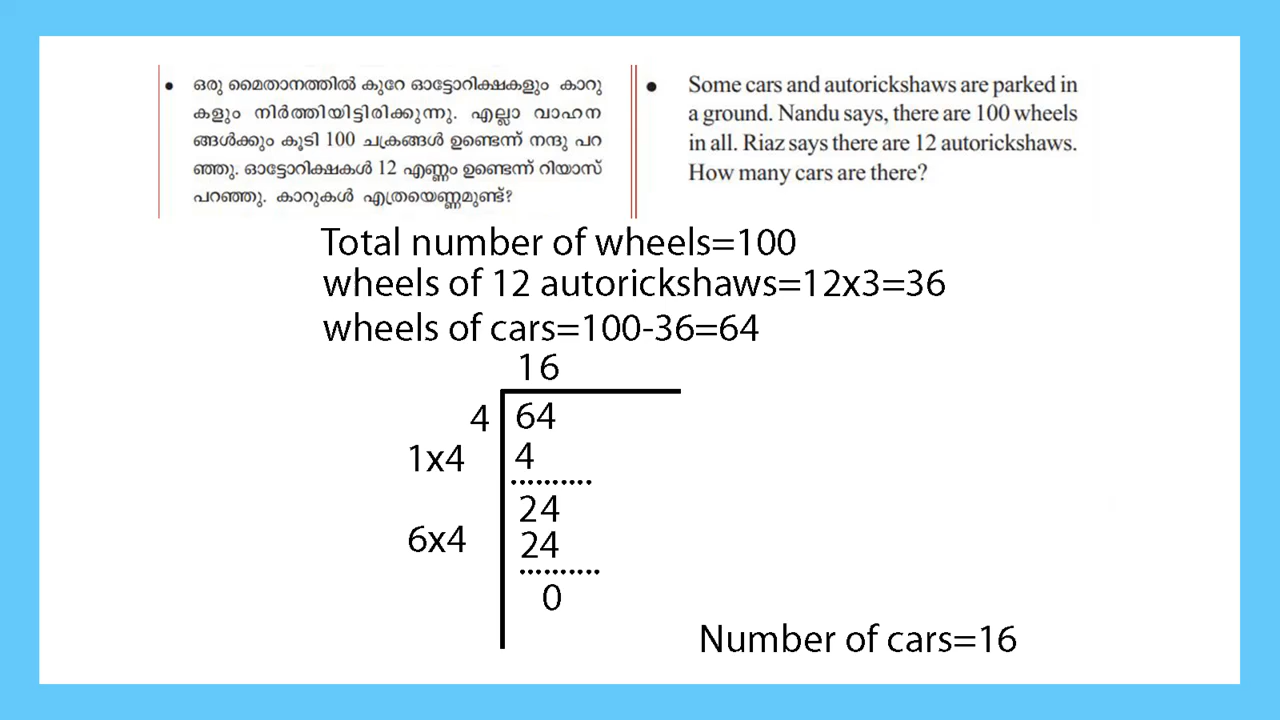 • ഒരു മൈതാനത്തിൽ കുറേ ഓട്ടോറിക്ഷകളും കാറു
കളും നിർത്തിയിട്ടിരിക്കുന്നു. എല്ലാ വാഹന
ങ്ങൾക്കും കൂടി 100 ചക്രങ്ങൾ ഉണ്ടെന്ന് നന്ദു പറ
ഞ്ഞു. ഓട്ടോറിക്ഷകൾ 12 എണ്ണം ഉണ്ടെന്ന് റിയാസ്
പറഞ്ഞു. കാറുകൾ എത്രയെണ്ണമുണ്ട്?
• Some cars and autorickshaws are parked in
a ground. Nandu says, there are 100 wheels
in all. Riaz says there are 12 autorickshaws.
How many cars are there?
Total number of wheels=100
wheels of 12 autorickshaws=12x3=36
wheels of cars=100-36=64
16
4 64
1x4 4
..........
24
6x4 24
..........
0
Number of cars=16